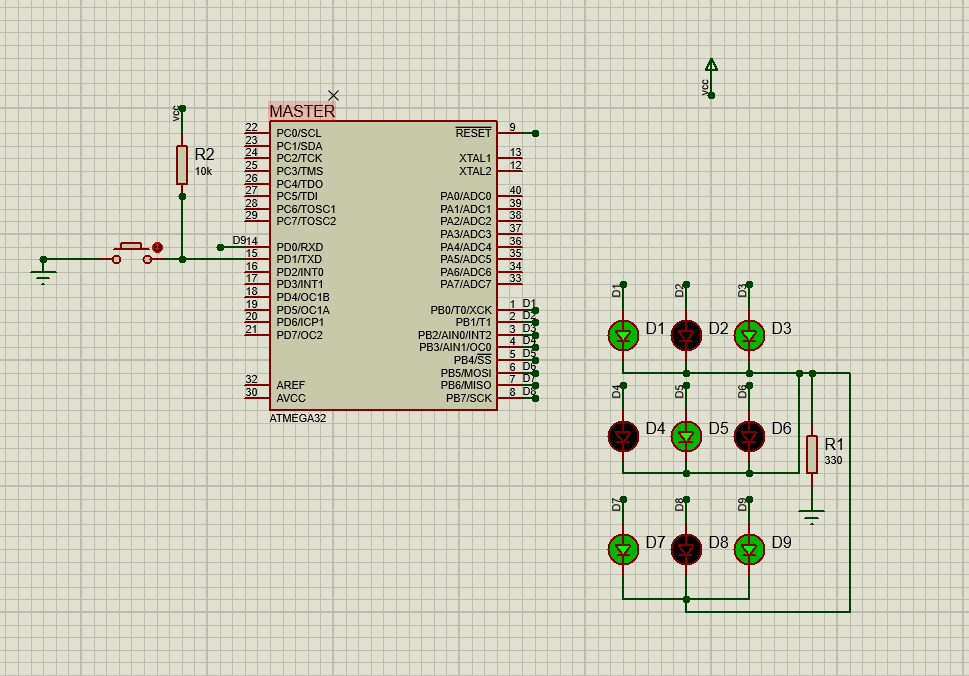 vcc
MASTER
vcc
R2
10k
22 PC0/SCL
23 PC1/SDA
24 PC2/TCK
25 PC3/TMS
26 PC4/TDO
27 PC5/TDI
28 PC6/TOSC1
29 PC7/TOSC2
D9 14 PD0/RXD
15 PD1/TXD
16 PD2/INT0
17 PD3/INT1
18 PD4/OC1B
19 PD5/OC1A
20 PD6/ICP1
21 PD7/OC2
32 AREF
30 AVCC
RESET 9
XTAL1 13
XTAL2 12
PA0/ADC0 40
PA1/ADC1 39
PA2/ADC2 38
PA3/ADC3 37
PA4/ADC4 36
PA5/ADC5 35
PA6/ADC6 34
PA7/ADC7 33
PB0/T0/XCK 1 D1
PB1/T1 2 D2
PB2/AIN0/INT2 3 D3
PB3/AIN1/OC0 4 D4
PB4/SS 5 D5
PB5/MOSI 6 D6
PB6/MISO 7 D7
PB7/SCK 8 D8
ATMEGA32
D1 D2 D3
D1 D2 D3
D4 D5 D6
D4 D5 D6
R1
330
D7 D8 D9
D7 D8 D9